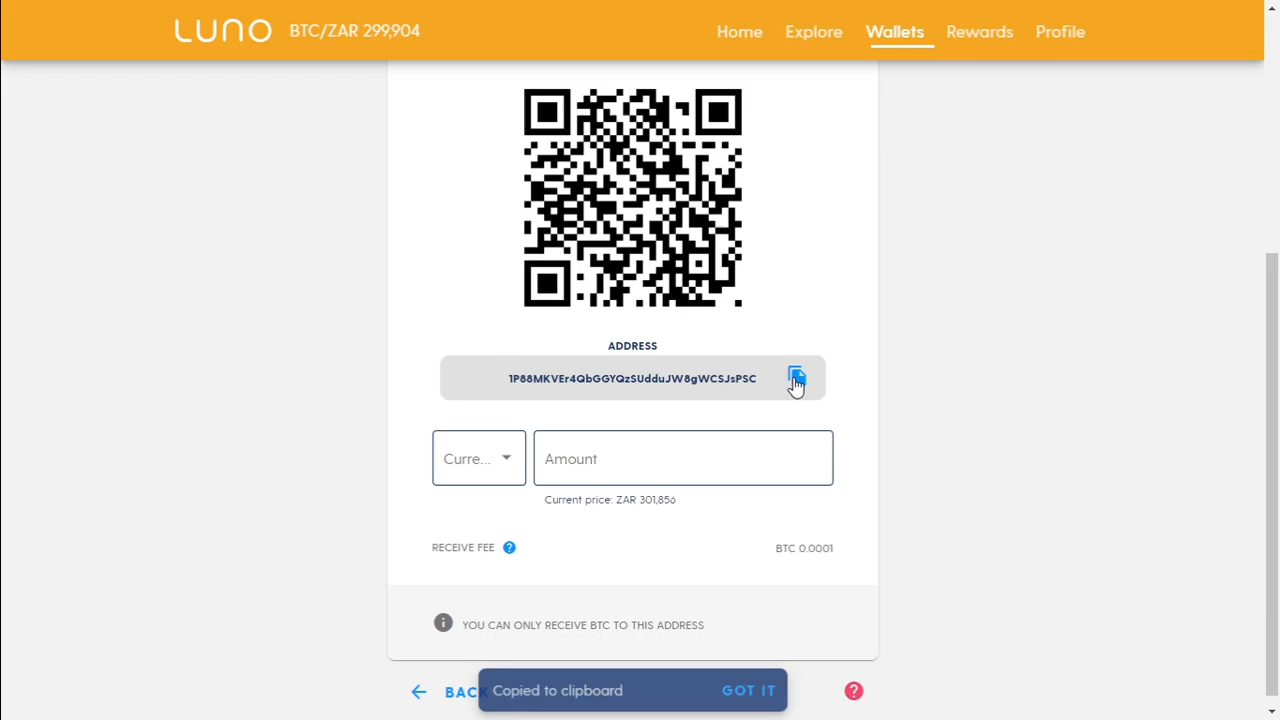 LUNO BTC/ZAR 299,904 Home Explore Wallets Rewards Profile
ADDRESS
1P88MKVEr4QbGGYQzSUdduJW8gWCSJsPSC
Curre... Amount
Current price: ZAR 301,856
RECEIVE FEE ? BTC 0.0001
i YOU CAN ONLY RECEIVE BTC TO THIS ADDRESS
BACK Copied to clipboard GOT IT ?